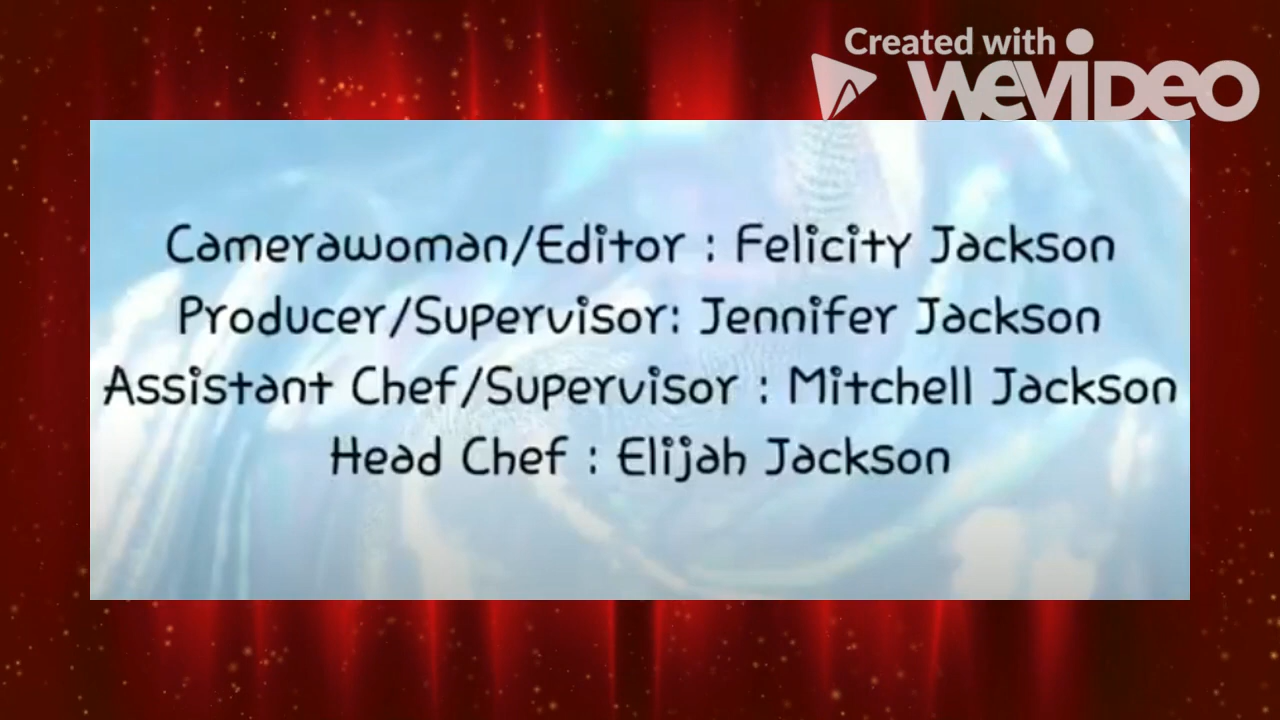 Created with
WEVIDEO
Camerawoman/Editor : Felicity Jackson
Producer/Supervisor: Jennifer Jackson
Assistant Chef/Supervisor : Mitchell Jackson
Head Chef : Elijah Jackson